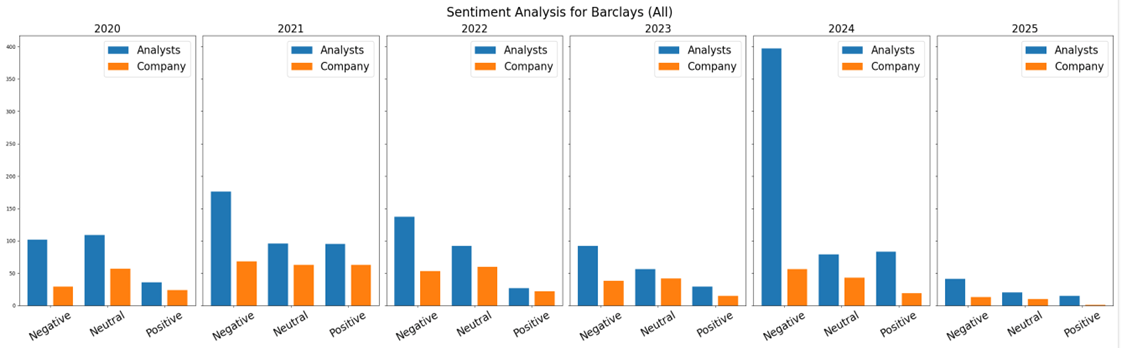 Sentiment Analysis for Barclays (All)
2020 2021 2022 2023 2024 2025
Analysts Analysts Analysts Analysts Analysts Analysts
Company Company Company Company Company Company
400
350
300
250
200
150
100
50
0
Negative Neutral Positive Negative Neutral Positive Negative Neutral Positive Negative Neutral Positive Negative Neutral Positive Negative Neutral Positive